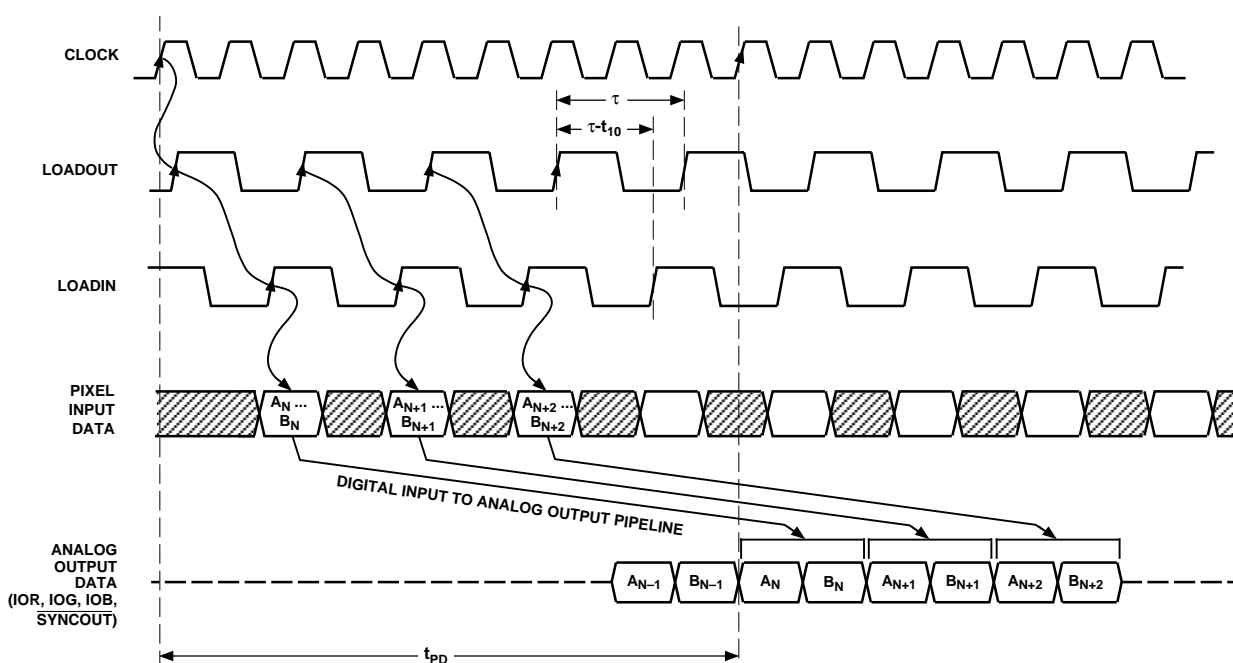 CLOCK
τ
τ-t10
LOADOUT
LOADIN
PIXEL
INPUT
DATA
AN ...
BN
AN+1 ...
BN+1
AN+2 ...
BN+2
DIGITAL INPUT TO ANALOG OUTPUT PIPELINE
ANALOG
OUTPUT
DATA
(IOR, IOG, IOB,
SYNCOUT)
AN–1 BN–1 AN BN AN+1 BN+1 AN+2 BN+2
tPD